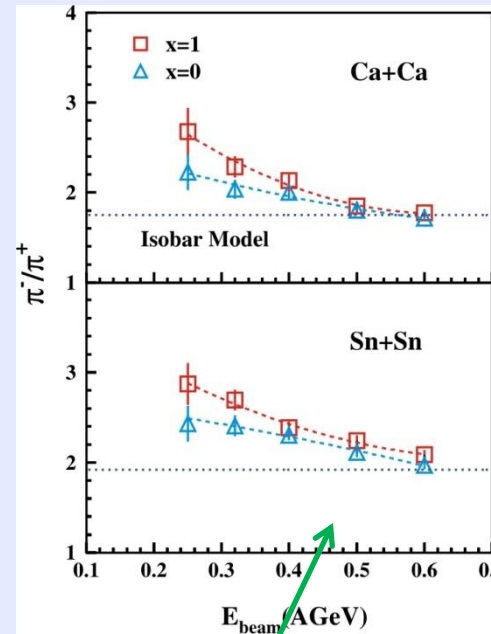 4
x=1
x=0
Ca+Ca
3
2
Isobar Model
1
π⁻/π⁺
Sn+Sn
3
2
1
0.1 0.2 0.3 0.4 0.5 0.6
E_beam(AGeV)